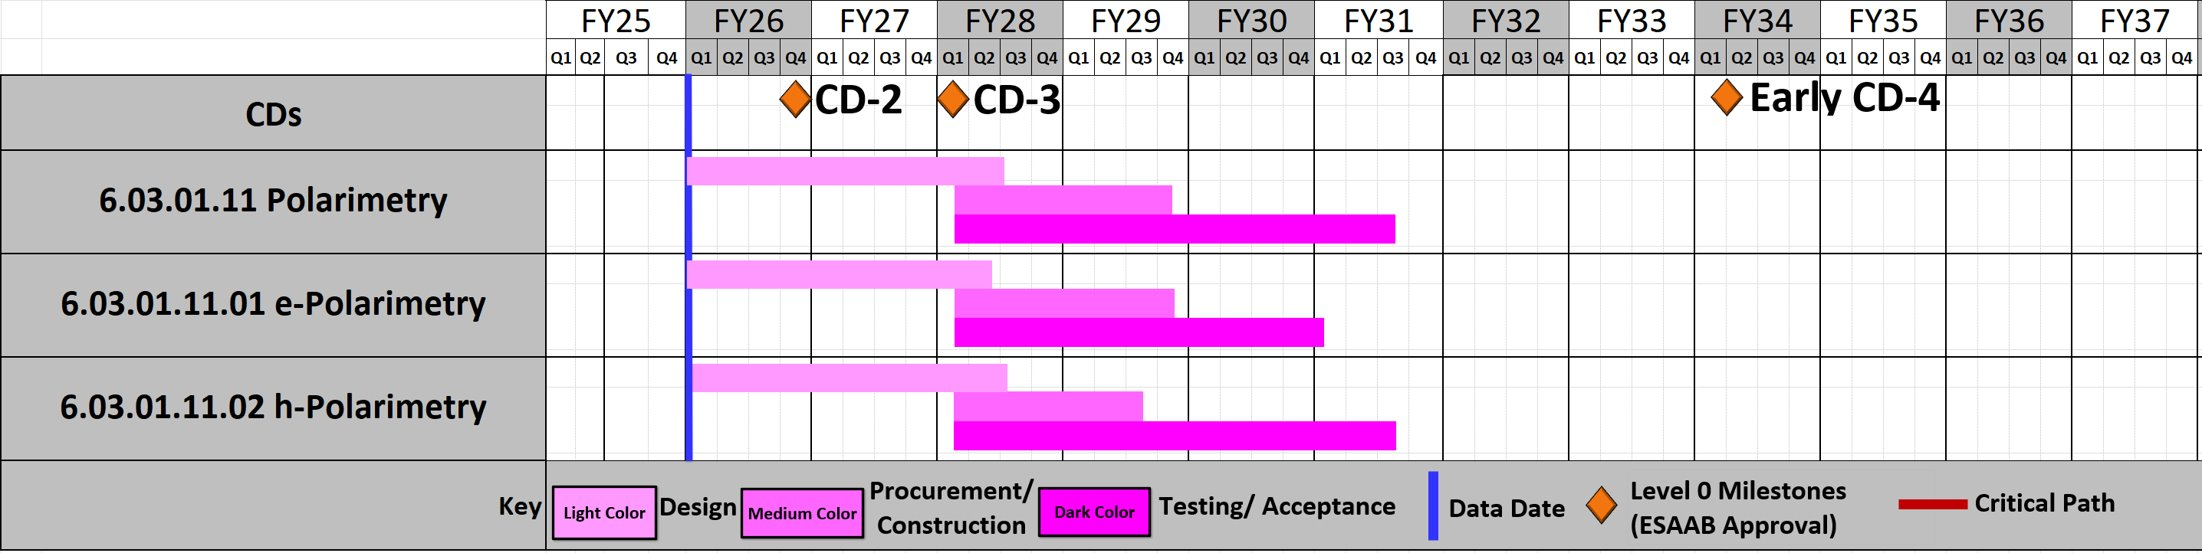 FY25 FY26 FY27 FY28 FY29 FY30 FY31 FY32 FY33 FY34 FY35 FY36 FY37
Q1 Q2 Q3 Q4 Q1 Q2 Q3 Q4 Q1 Q2 Q3 Q4 Q1 Q2 Q3 Q4 Q1 Q2 Q3 Q4 Q1 Q2 Q3 Q4 Q1 Q2 Q3 Q4 Q1 Q2 Q3 Q4 Q1 Q2 Q3 Q4 Q1 Q2 Q3 Q4 Q1 Q2 Q3 Q4 Q1 Q2 Q3 Q4 Q1 Q2 Q3 Q4
CDs CD-2 CD-3 Early CD-4
6.03.01.11 Polarimetry
6.03.01.11.01 e-Polarimetry
6.03.01.11.02 h-Polarimetry
Key
Light Color
Design
Medium Color
Procurement/
Construction
Dark Color
Testing/ Acceptance
Data Date
Level 0 Milestones
(ESAAB Approval)
Critical Path